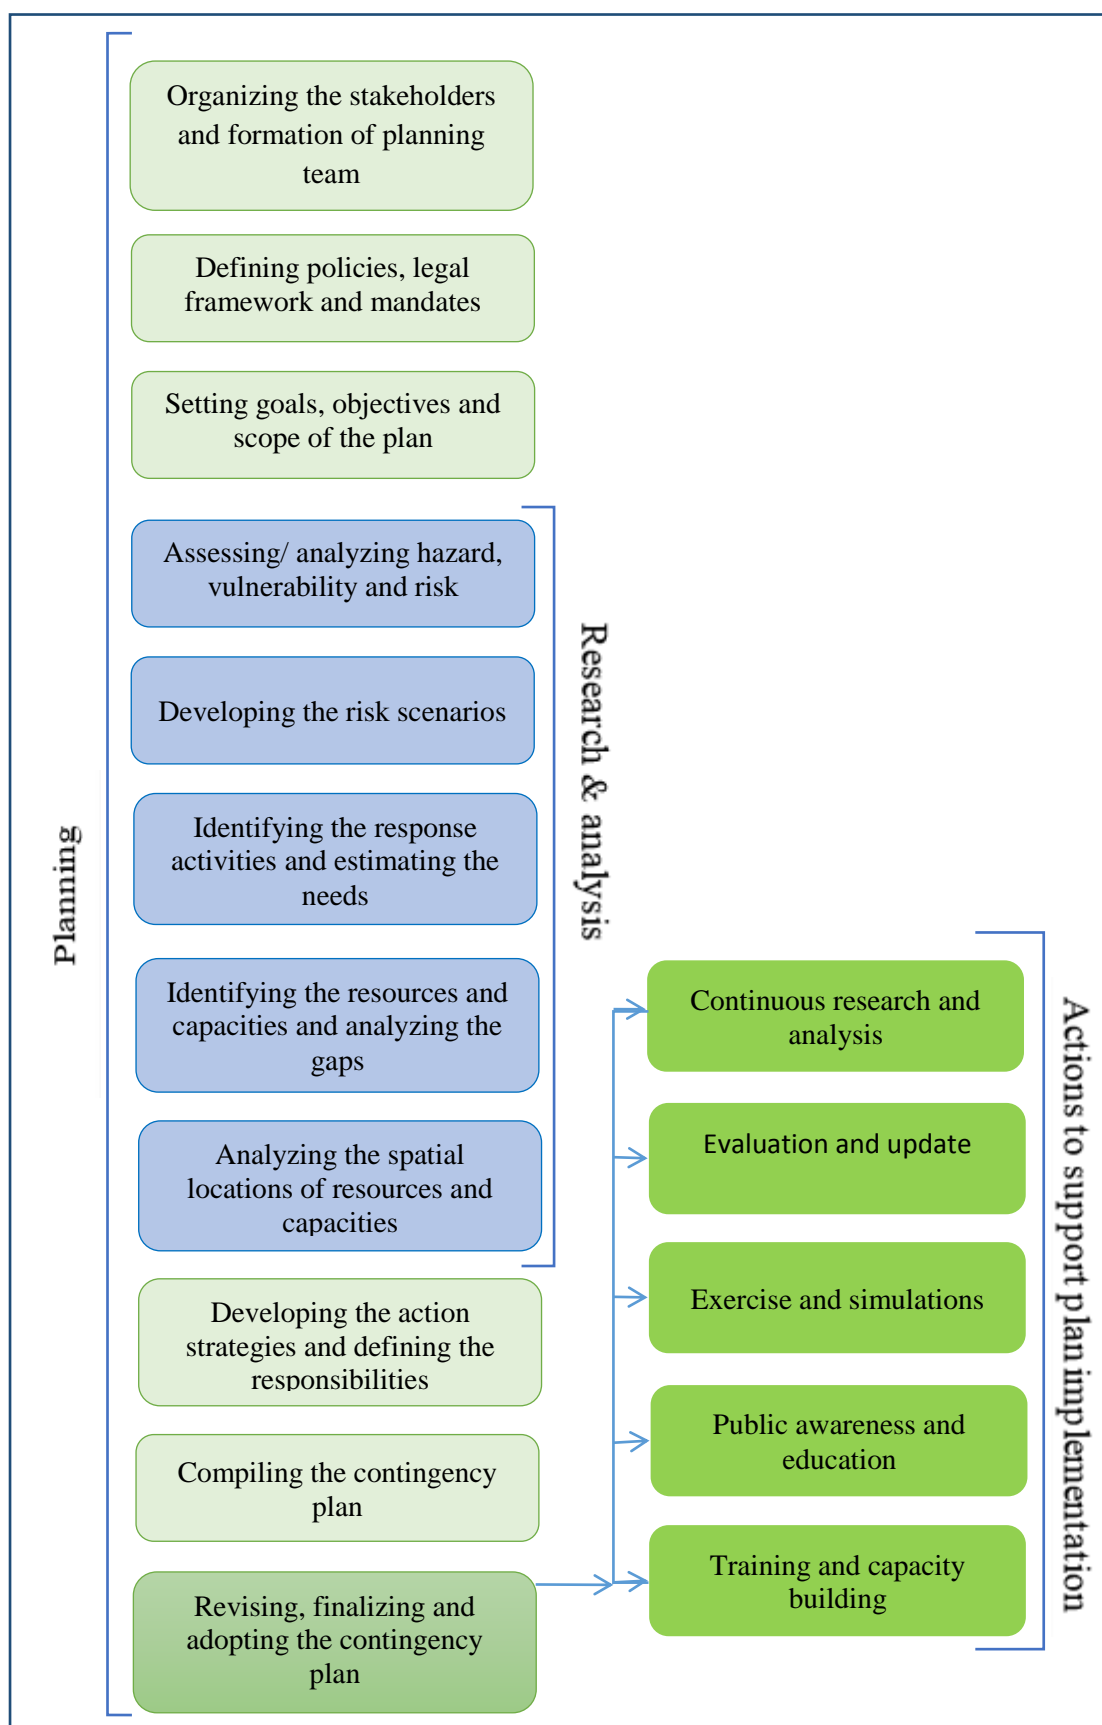 Organizing the stakeholders
and formation of planning
team
Defining policies, legal
framework and mandates
Setting goals, objectives and
scope of the plan
Assessing/ analyzing hazard,
vulnerability and risk
Developing the risk scenarios
Identifying the response
activities and estimating the
needs
Identifying the resources and
capacities and analyzing the
gaps
Analyzing the spatial
locations of resources and
capacities
Developing the action
strategies and defining the
responsibilities
Compiling the contingency
plan
Revising, finalizing and
adopting the contingency
plan
Planning
Research & analysis
Continuous research and
analysis
Evaluation and update
Exercise and simulations
Public awareness and
education
Training and capacity
building
Actions to support plan implementation